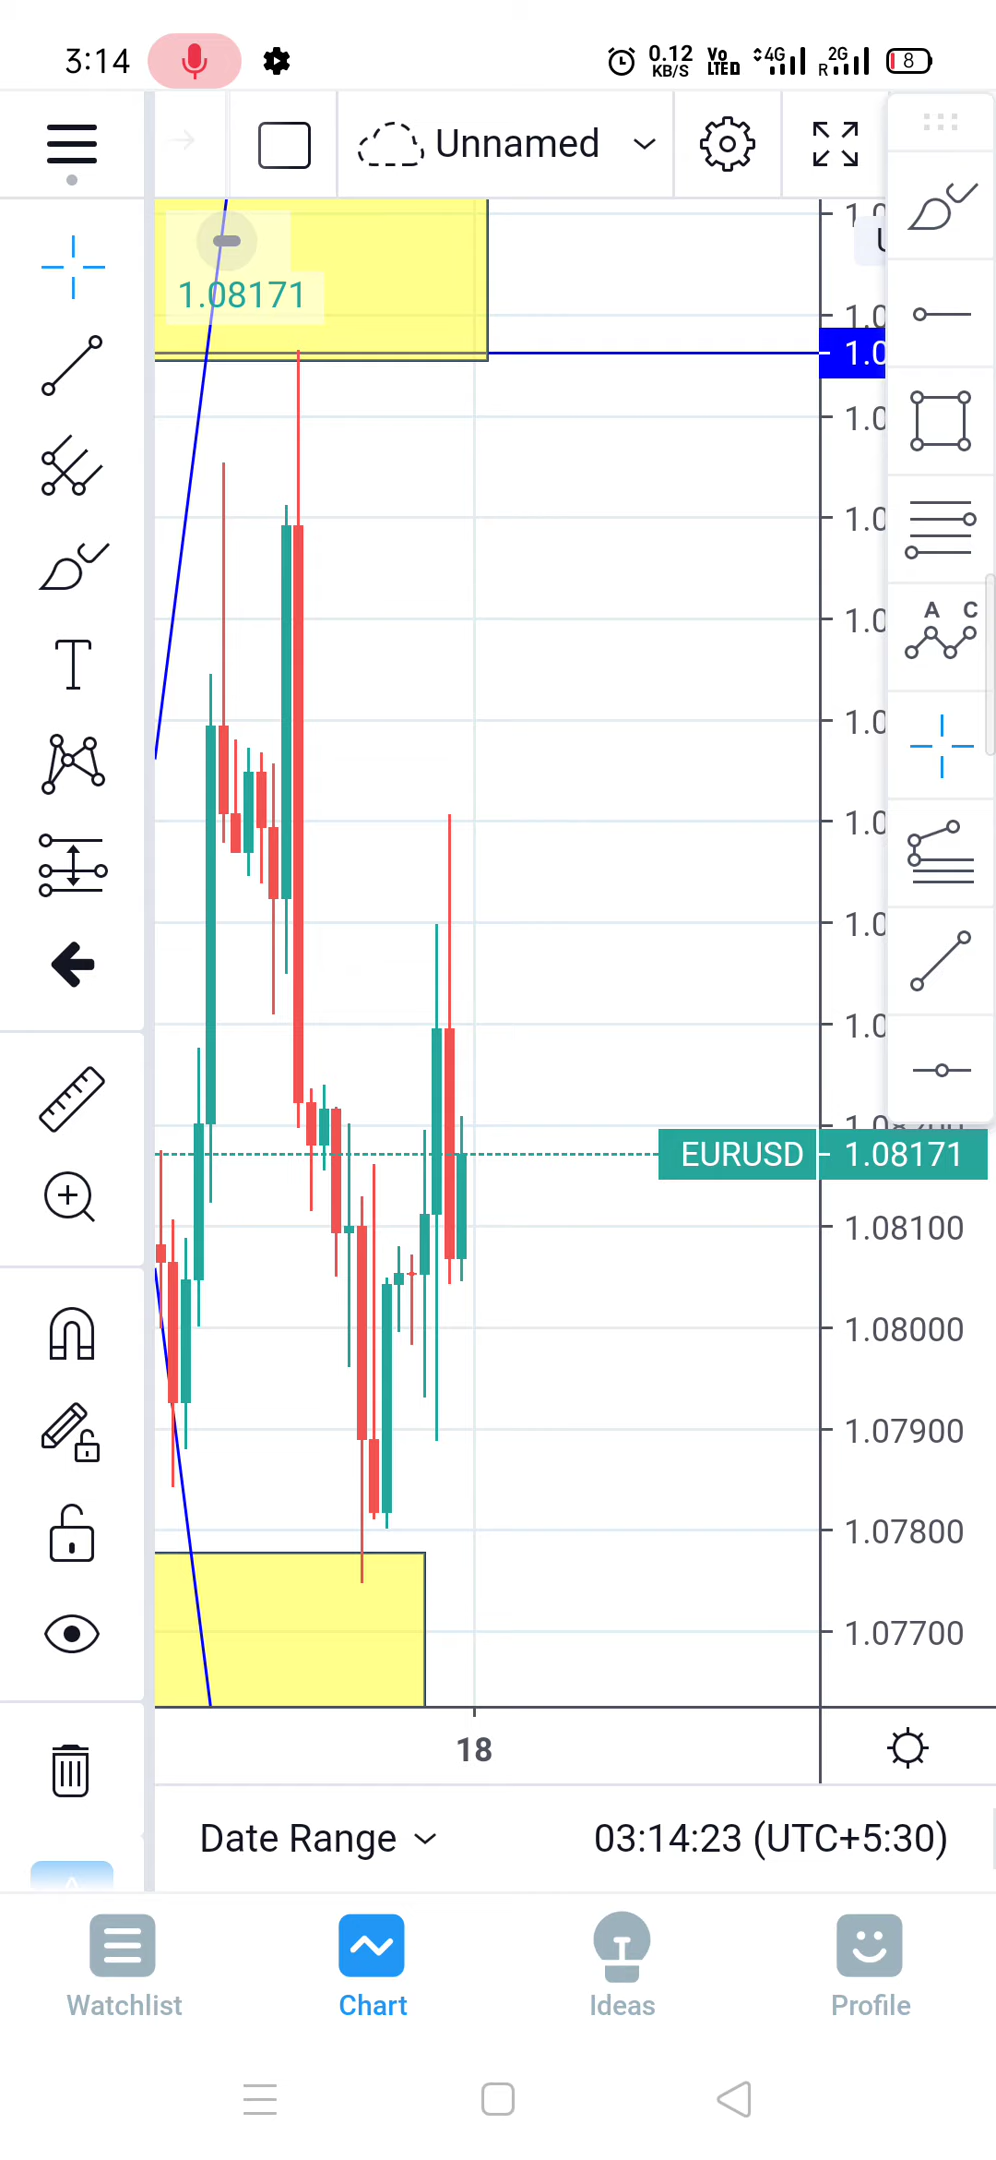 3:14
0.12
KB/S
Vo
LTED
4G
R 2G
8
Unnamed
1.08171
A C
EURUSD
1.08171
1.08100
1.08000
1.07900
1.07800
1.07700
18
Date Range
03:14:23 (UTC+5:30)
Watchlist
Chart
Ideas
Profile